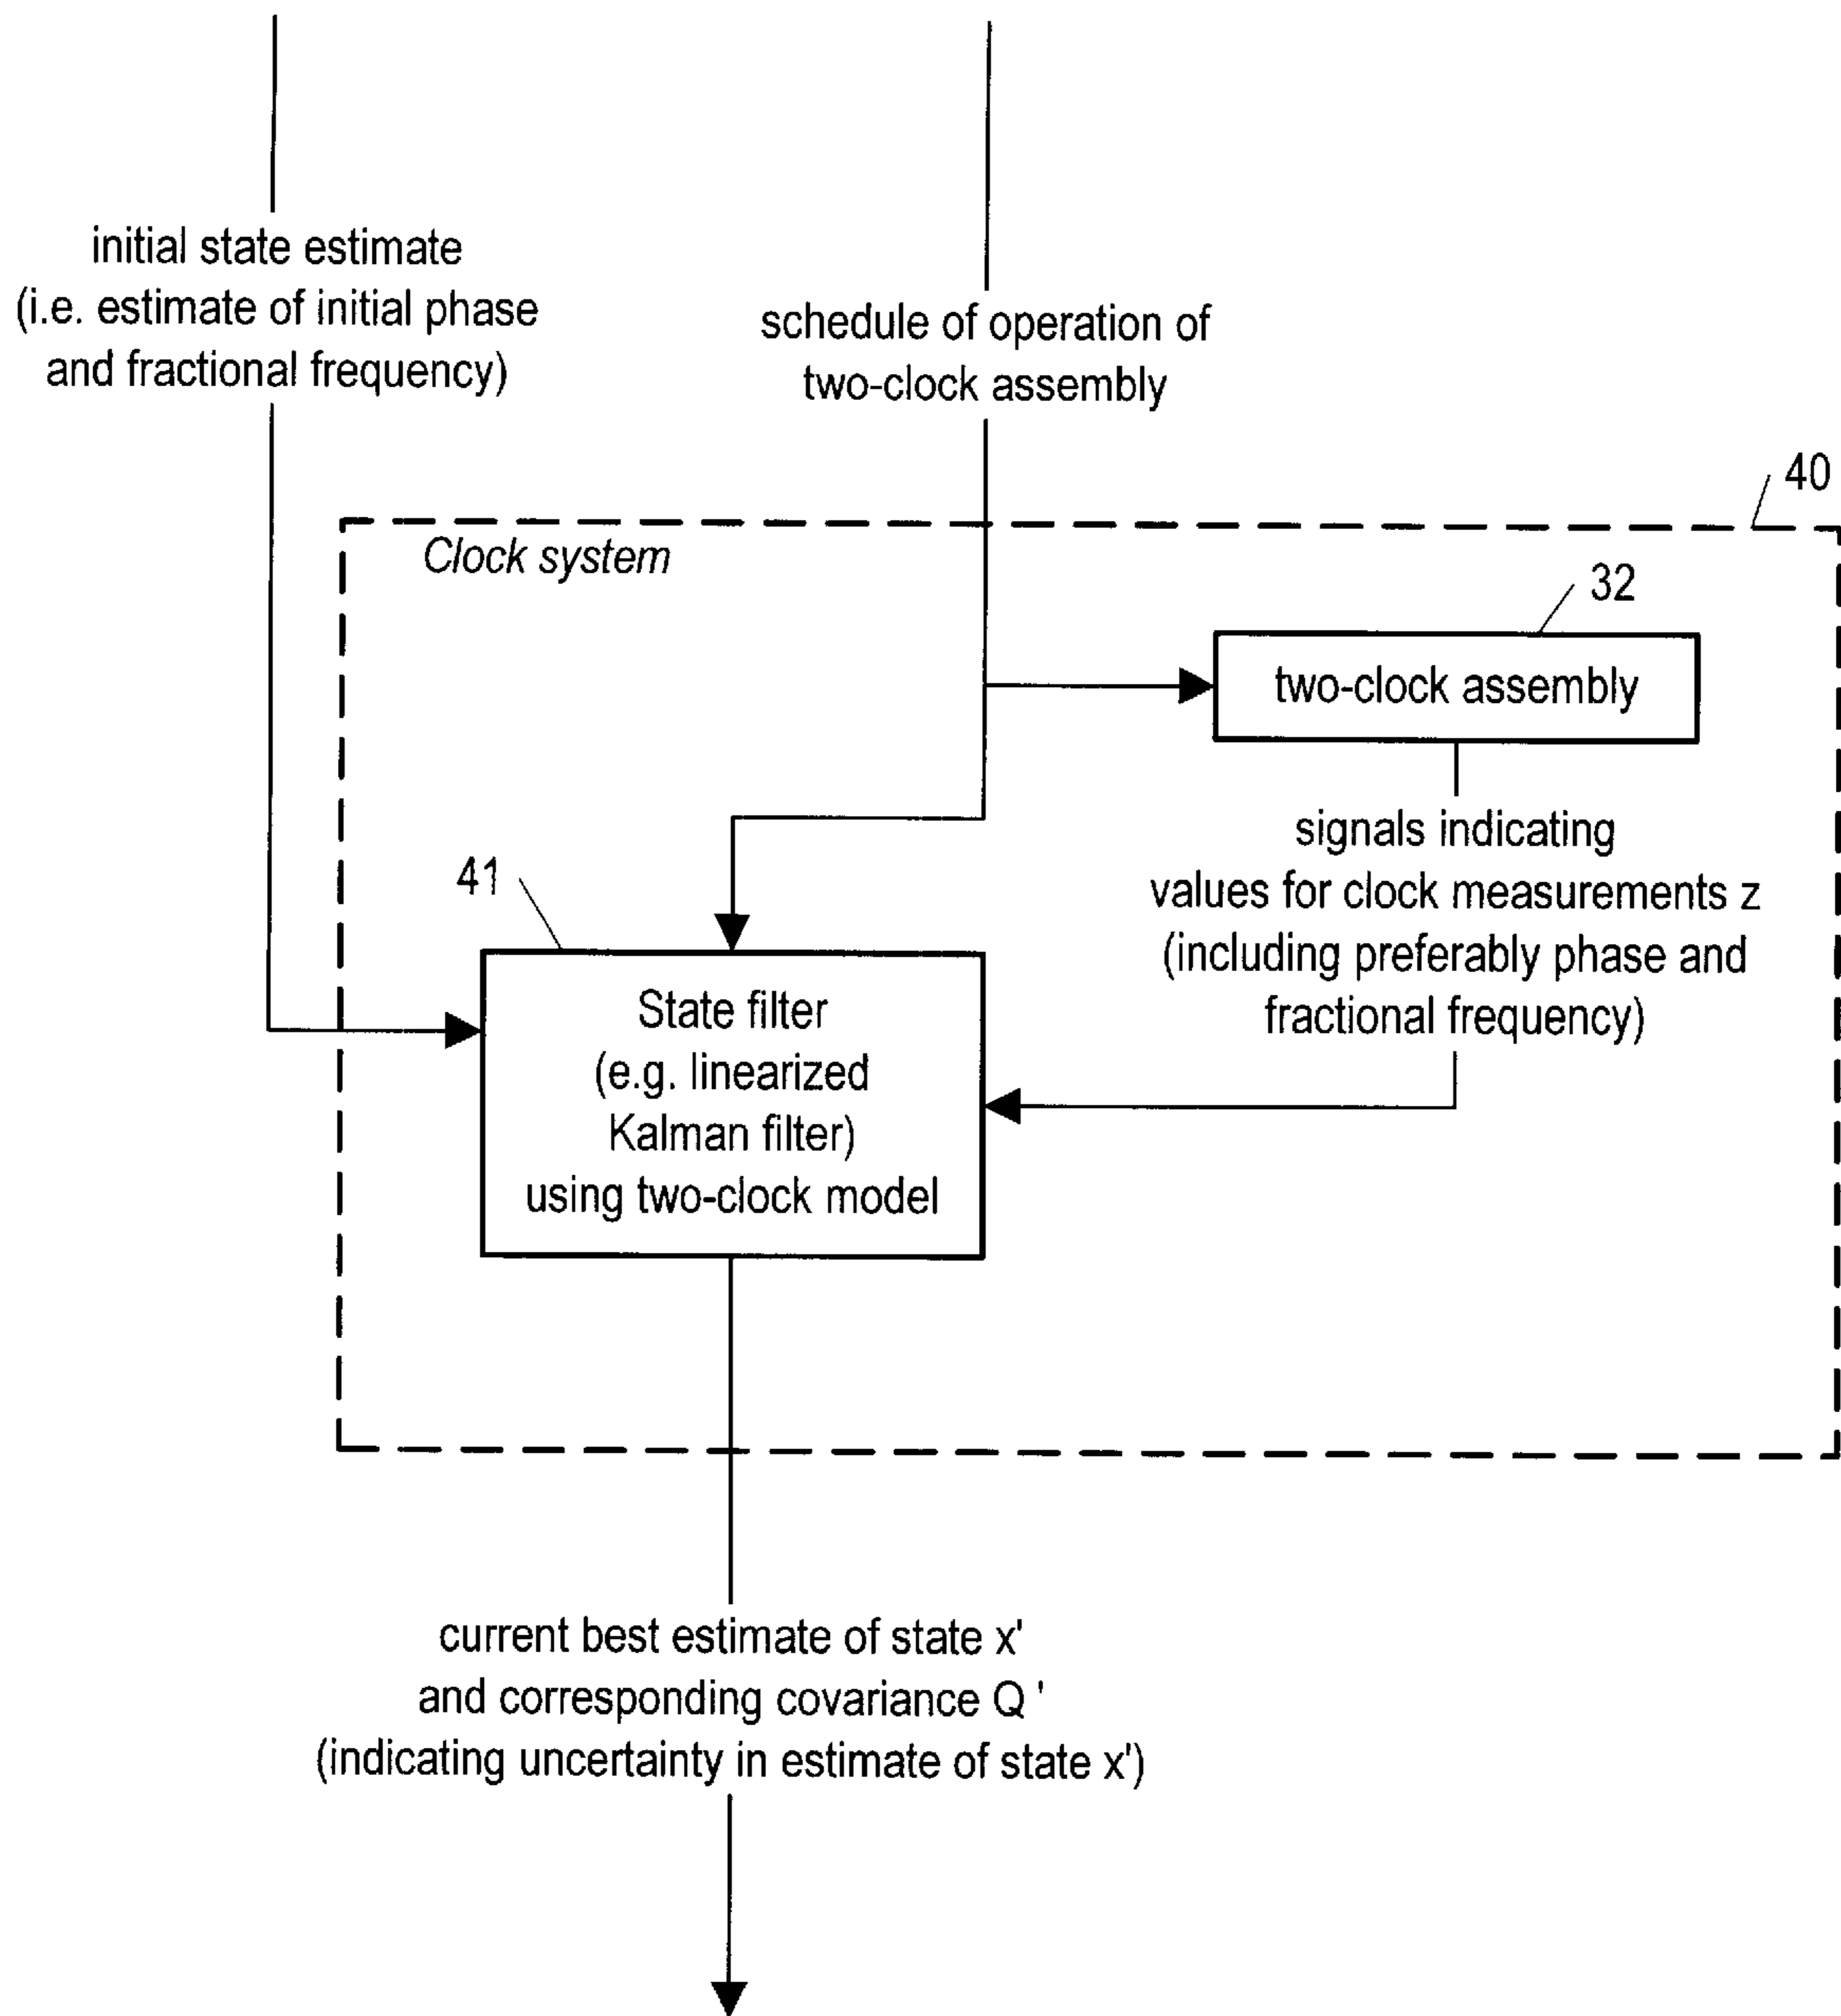 initial state estimate
(i.e. estimate of initial phase
and fractional frequency)
schedule of operation of
two-clock assembly
40
Clock system
32
two-clock assembly
signals indicating
values for clock measurements z
(including preferably phase and
fractional frequency)
41
State filter
(e.g. linearized
Kalman filter)
using two-clock model
current best estimate of state x'
and corresponding covariance Q '
(indicating uncertainty in estimate of state x')